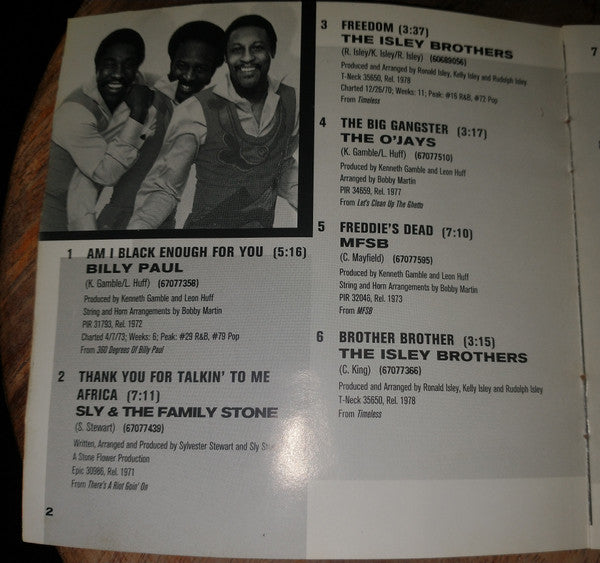 1 AM I BLACK ENOUGH FOR YOU (5:16)
BILLY PAUL
(K. Gamble/L. Huff) (67077358)
Produced by Kenneth Gamble and Leon Huff
String and Horn Arrangements by Bobby Martin
PIR 31793, Rel. 1972
Charted 4/7/73; Weeks: 6; Peak: #29 R&B, #79 Pop
From 360 Degrees Of Billy Paul
2 THANK YOU FOR TALKIN' TO ME
AFRICA (7:11)
SLY & THE FAMILY STONE
(S. Stewart) (67077439)
Written, Arranged and Produced by Sylvester Stewart and Sly
A Stone Flower Production
Epic 30986, Rel. 1971
From There's A Riot Goin' On
2
3 FREEDOM (3:37)
THE ISLEY BROTHERS
(R. Isley/K. Isley/R. Isley) (60689056)
Produced and Arranged by Ronald Isley, Kelly Isley and Rudolph Isley
T-Neck 35650, Rel. 1978
Charted 12/26/70; Weeks: 11; Peak: #16 R&B, #72 Pop
From Timeless
4 THE BIG GANGSTER (3:17)
THE O'JAYS
(K. Gamble/L. Huff) (67077510)
Produced by Kenneth Gamble and Leon Huff
Arranged by Bobby Martin
PIR 34659, Rel. 1977
From Let's Clean Up The Ghetto
5 FREDDIE'S DEAD (7:10)
MFSB
(C. Mayfield) (67077595)
Produced by Kenneth Gamble and Leon Huff
String and Horn Arrangements by Bobby Martin
PIR 32046, Rel. 1973
From MFSB
6 BROTHER BROTHER (3:15)
THE ISLEY BROTHERS
(C. King) (67077366)
Produced and Arranged by Ronald Isley, Kelly Isley and Rudolph Isley
T-Neck 35650, Rel. 1978
From Timeless
7